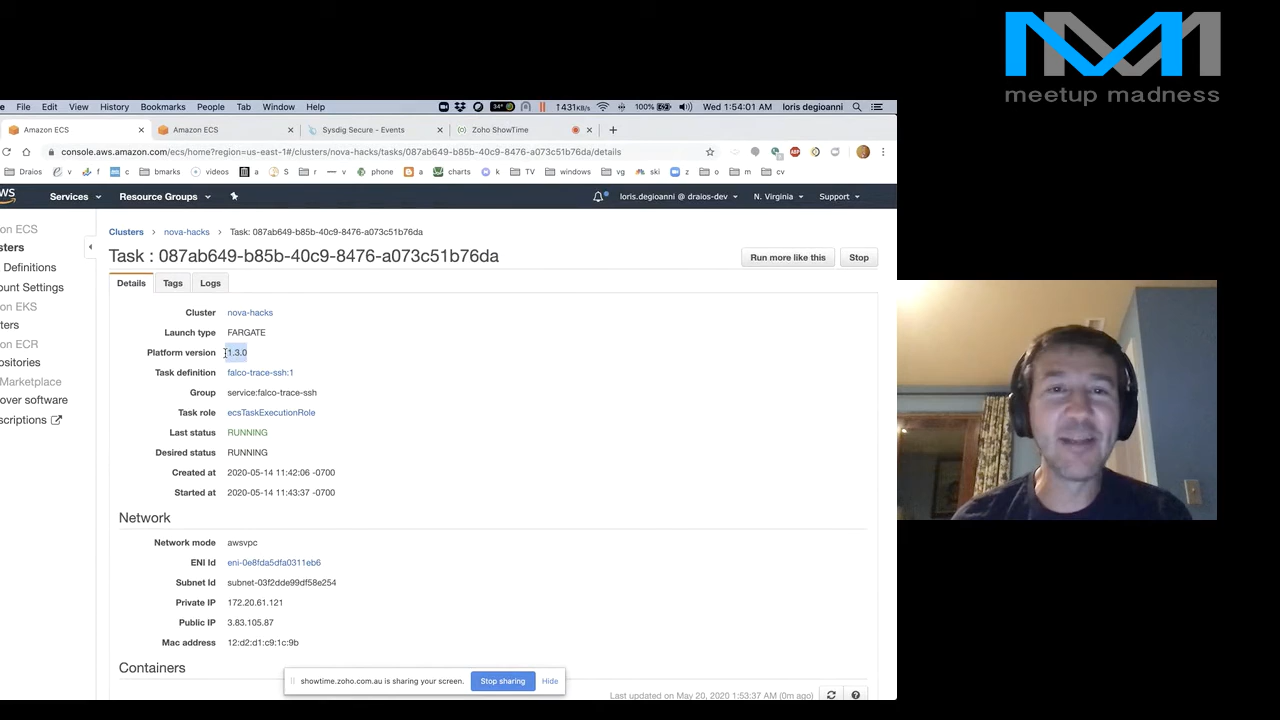 meetup madness
File Edit View History Bookmarks People Tab Window Help 34° 431KB/s 100% Wed 1:54:01 AM loris degioanni
Amazon ECS Amazon ECS Sysdig Secure - Events Zoho ShowTime
console.aws.amazon.com/ecs/home?region=us-east-1#/clusters/nova-hacks/tasks/087ab649-b85b-40c9-8476-a073c51b76da/details
Draios v f c bmarks videos a S r v phone a charts k TV windows vg ski z o m cv
WS Services Resource Groups loris.degioanni @ draios-dev N. Virginia Support
on ECS
sters
Definitions
ount Settings
on EKS
ters
on ECR
ositories
Marketplace
over software
scriptions
Clusters nova-hacks Task: 087ab649-b85b-40c9-8476-a073c51b76da
Task : 087ab649-b85b-40c9-8476-a073c51b76da
Run more like this Stop
Details Tags Logs
Cluster nova-hacks
Launch type FARGATE
Platform version 1.3.0
Task definition falco-trace-ssh:1
Group service:falco-trace-ssh
Task role ecsTaskExecutionRole
Last status RUNNING
Desired status RUNNING
Created at 2020-05-14 11:42:06 -0700
Started at 2020-05-14 11:43:37 -0700
Network
Network mode awsvpc
ENI Id eni-0e8fda5dfa0311eb6
Subnet Id subnet-03f2dde99df58e254
Private IP 172.20.61.121
Public IP 3.83.105.87
Mac address 12:d2:d1:c9:1c:9b
Containers
showtime.zoho.com.au is sharing your screen. Stop sharing Hide
Last updated on May 20, 2020 1:53:37 AM (0m ago)